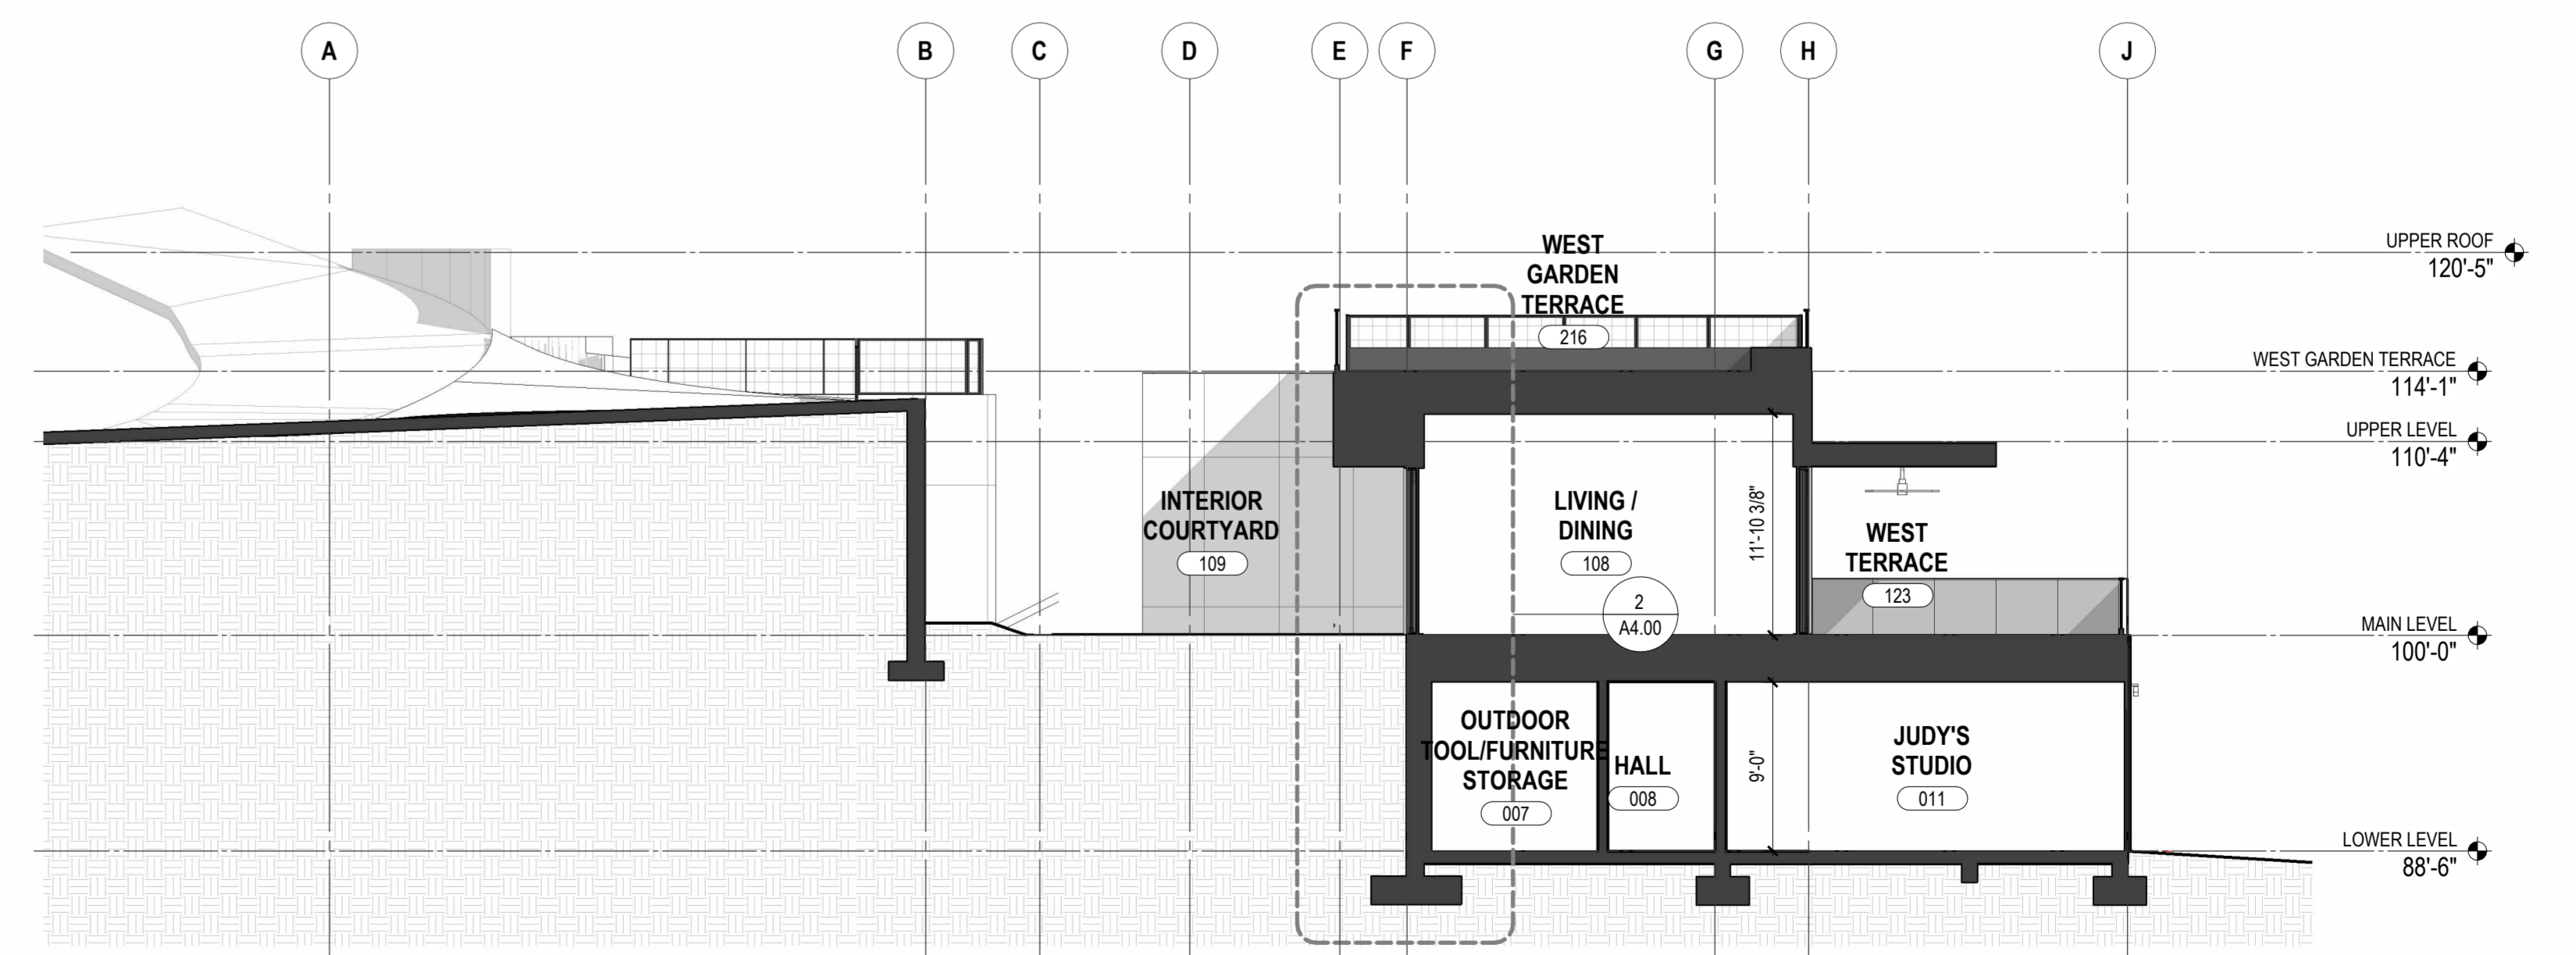 A
B
C
D
E
F
G
H
J
UPPER ROOF
120'-5"
WEST
GARDEN
TERRACE
216
WEST GARDEN TERRACE
114'-1"
UPPER LEVEL
110'-4"
INTERIOR
COURTYARD
109
LIVING /
DINING
108
11'-10 3/8"
WEST
TERRACE
123
2
A4.00
MAIN LEVEL
100'-0"
OUTDOOR
TOOL/FURNITURE
STORAGE
007
HALL
008
9'-0"
JUDY'S
STUDIO
011
LOWER LEVEL
88'-6"